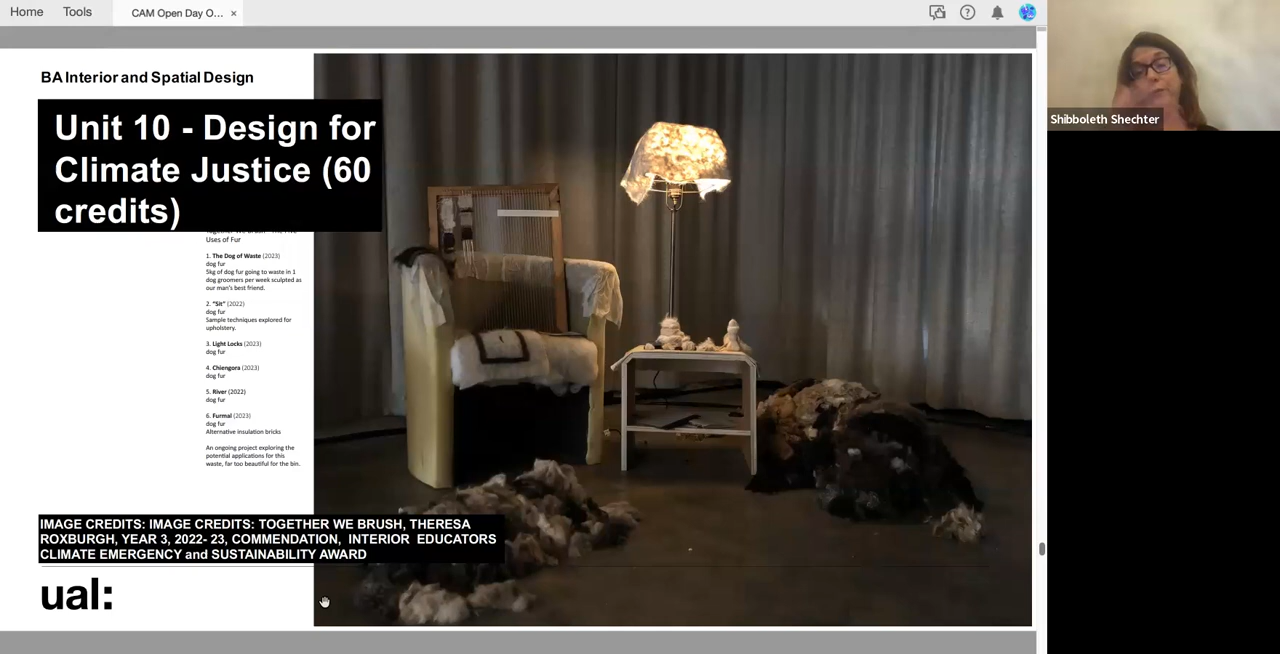 Home Tools CAM Open Day O... ×
Shibboleth Shechter
BA Interior and Spatial Design
Unit 10 - Design for
Climate Justice (60
credits)
Uses of Fur
1. The Dog of Waste (2023)
dog fur
5kg of dog fur going to waste in 1
dog groomers per week sculpted as
our man's best friend.
2. "Sit" (2022)
dog fur
Sample techniques explored for
upholstery.
3. Light Locks (2023)
dog fur
4. Chiengora (2023)
dog fur
5. River (2022)
dog fur
6. Furmal (2023)
dog fur
Alternative insulation bricks
An ongoing project exploring the
potential applications for this
waste, far too beautiful for the bin.
IMAGE CREDITS: IMAGE CREDITS: TOGETHER WE BRUSH, THERESA
ROXBURGH, YEAR 3, 2022- 23, COMMENDATION, INTERIOR EDUCATORS
CLIMATE EMERGENCY and SUSTAINABILITY AWARD
ual: